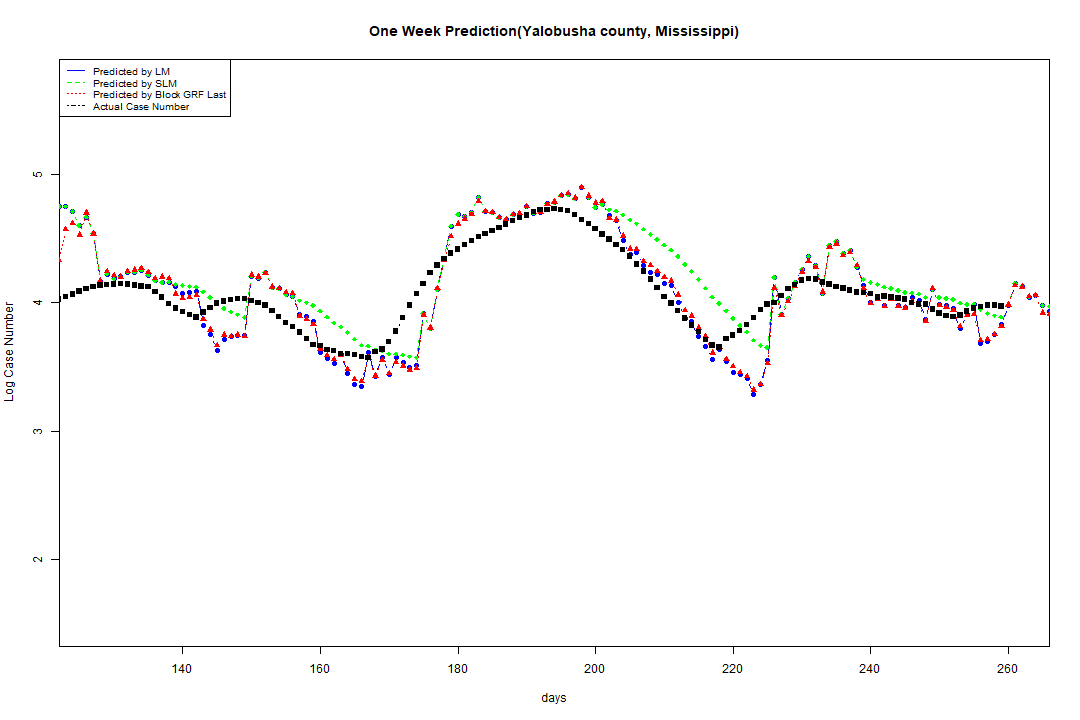 One Week Prediction(Yalobusha county, Mississippi)
Predicted by LM
Predicted by SLM
Predicted by Block GRF Last
Actual Case Number
5
4
3
2
Log Case Number
140 160 180 200 220 240 260
days